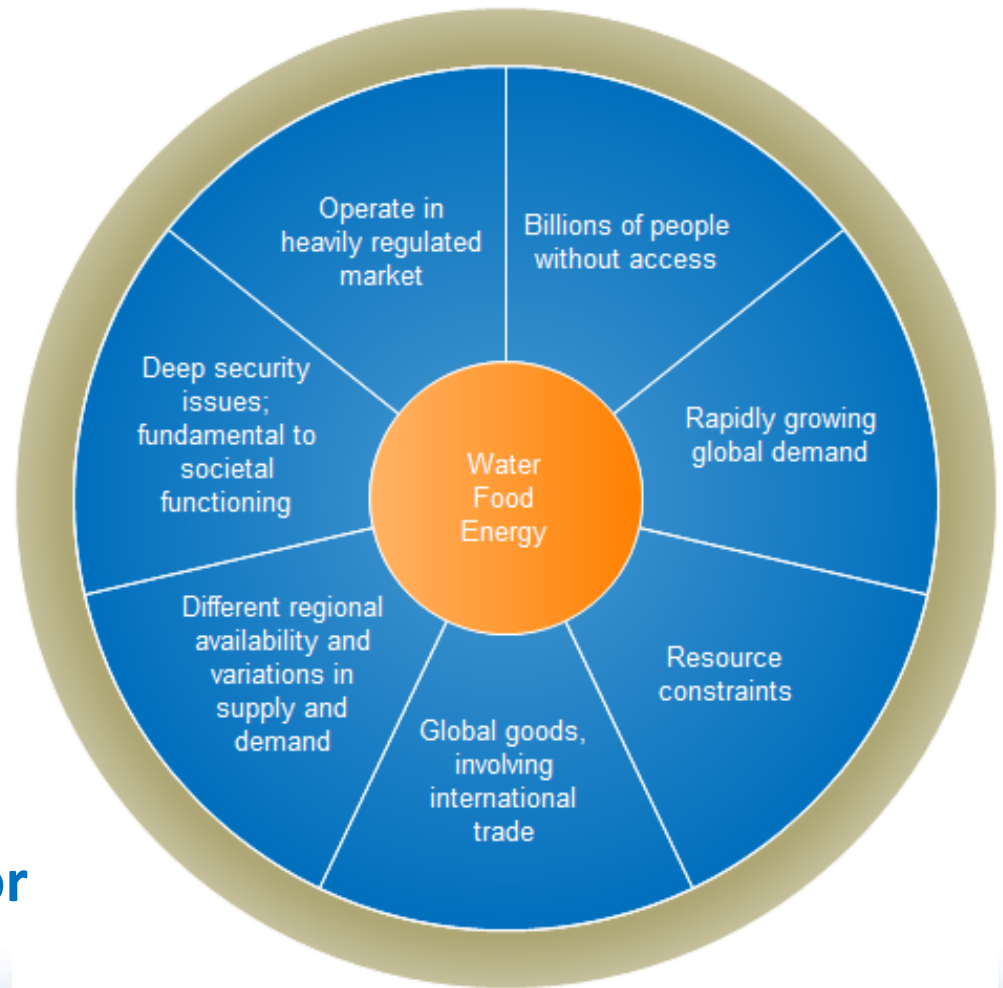 Operate in
heavily regulated
market
Billions of people
without access
Deep security
issues;
fundamental to
societal
functioning
Rapidly growing
global demand
Water
Food
Energy
Different regional
availability and
variations in
supply and
demand
Resource
constraints
Global goods,
involving
international
trade
or